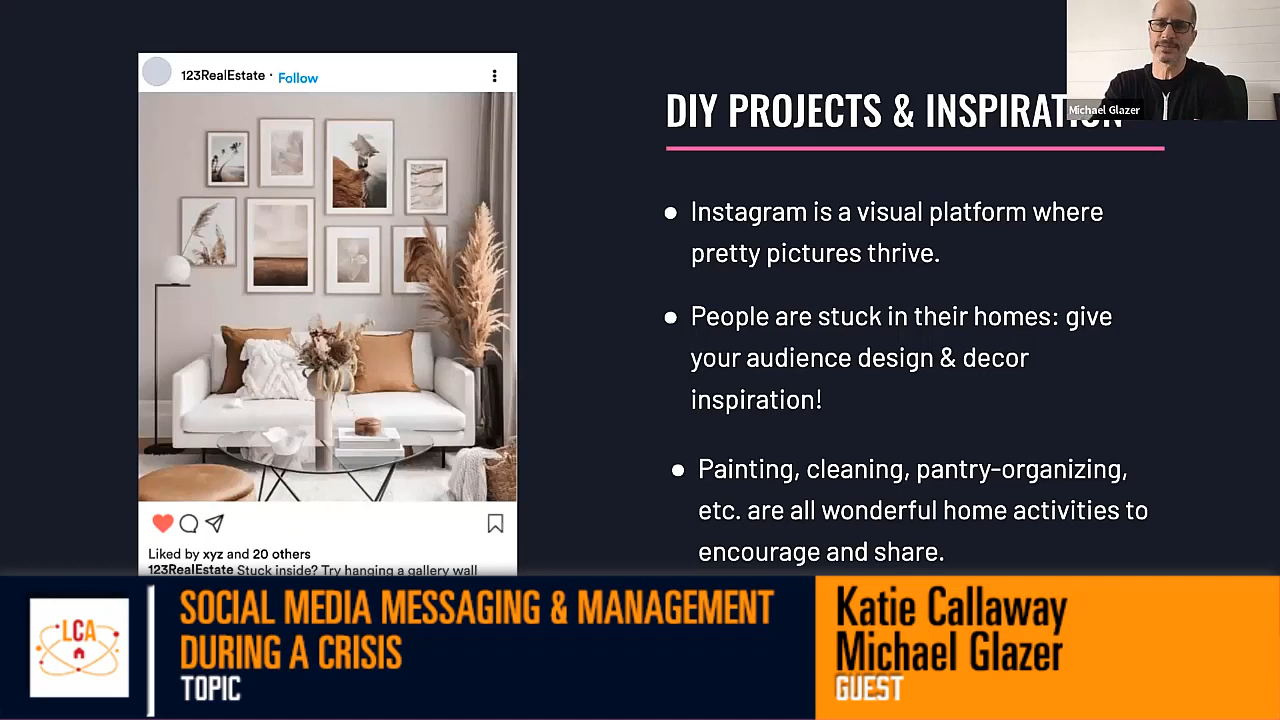 123RealEstate · Follow
Michael Glazer
DIY PROJECTS & INSPIRATION
Instagram is a visual platform where
pretty pictures thrive.
People are stuck in their homes: give
your audience design & decor
inspiration!
Painting, cleaning, pantry-organizing,
etc. are all wonderful home activities to
encourage and share.
Liked by xyz and 20 others
123RealEstate Stuck inside? Try hanging a gallery wall
LCA
SOCIAL MEDIA MESSAGING & MANAGEMENT
DURING A CRISIS
TOPIC
Katie Callaway
Michael Glazer
GUEST